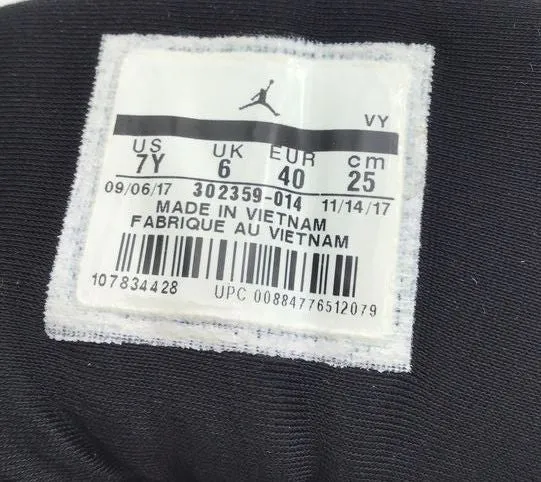 VY
US UK EUR cm
7Y 6 40 25
09/06/17 302359-014 11/14/17
MADE IN VIETNAM
FABRIQUE AU VIETNAM
107834428 UPC 00884776512079